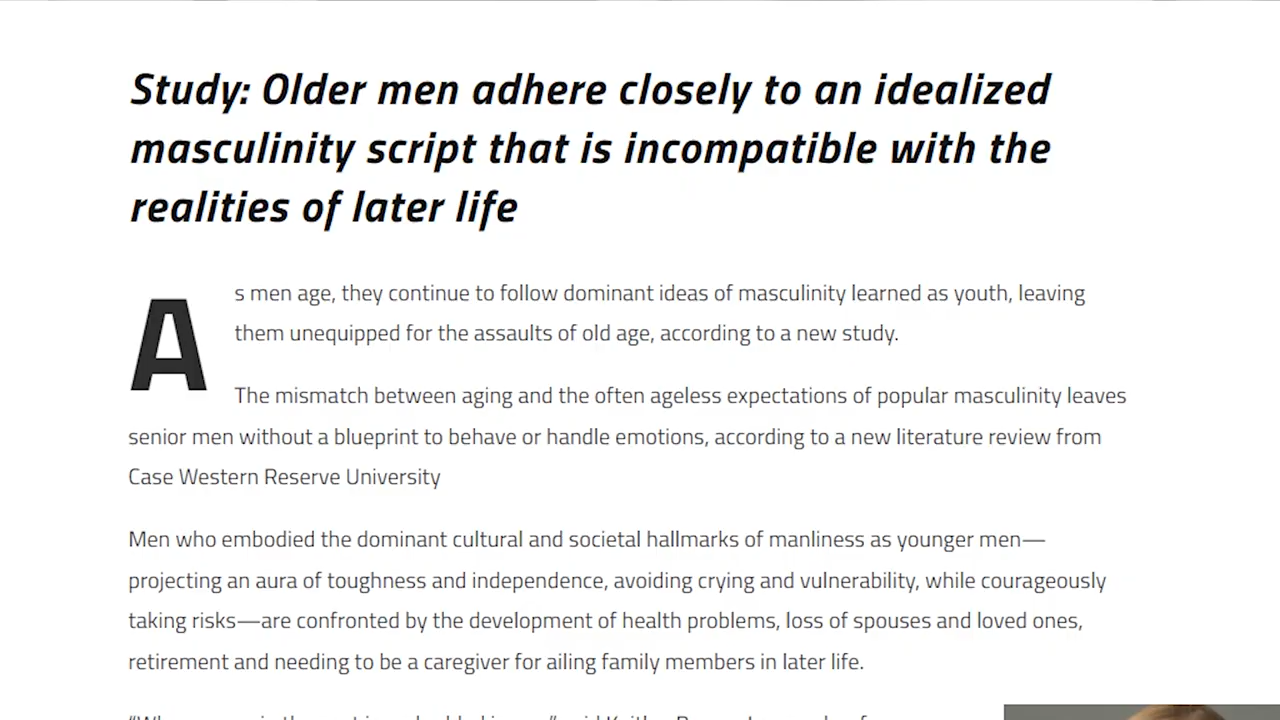 Study: Older men adhere closely to an idealized
masculinity script that is incompatible with the
realities of later life
As men age, they continue to follow dominant ideas of masculinity learned as youth, leaving
them unequipped for the assaults of old age, according to a new study.
The mismatch between aging and the often ageless expectations of popular masculinity leaves
senior men without a blueprint to behave or handle emotions, according to a new literature review from
Case Western Reserve University
Men who embodied the dominant cultural and societal hallmarks of manliness as younger men—
projecting an aura of toughness and independence, avoiding crying and vulnerability, while courageously
taking risks—are confronted by the development of health problems, loss of spouses and loved ones,
retirement and needing to be a caregiver for ailing family members in later life.